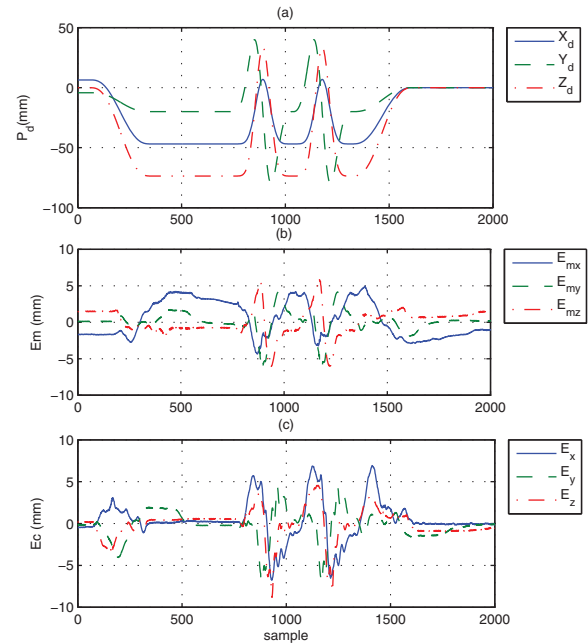 (a)
50
0
−50
−100
P_d(mm)
0 500 1000 1500 2000
X_d
Y_d
Z_d
(b)
10
5
0
−5
−10
Em (mm)
0 500 1000 1500 2000
E_mx
E_my
E_mz
(c)
10
5
0
−5
−10
Ec (mm)
0 500 1000 1500 2000
sample
E_x
E_y
E_z